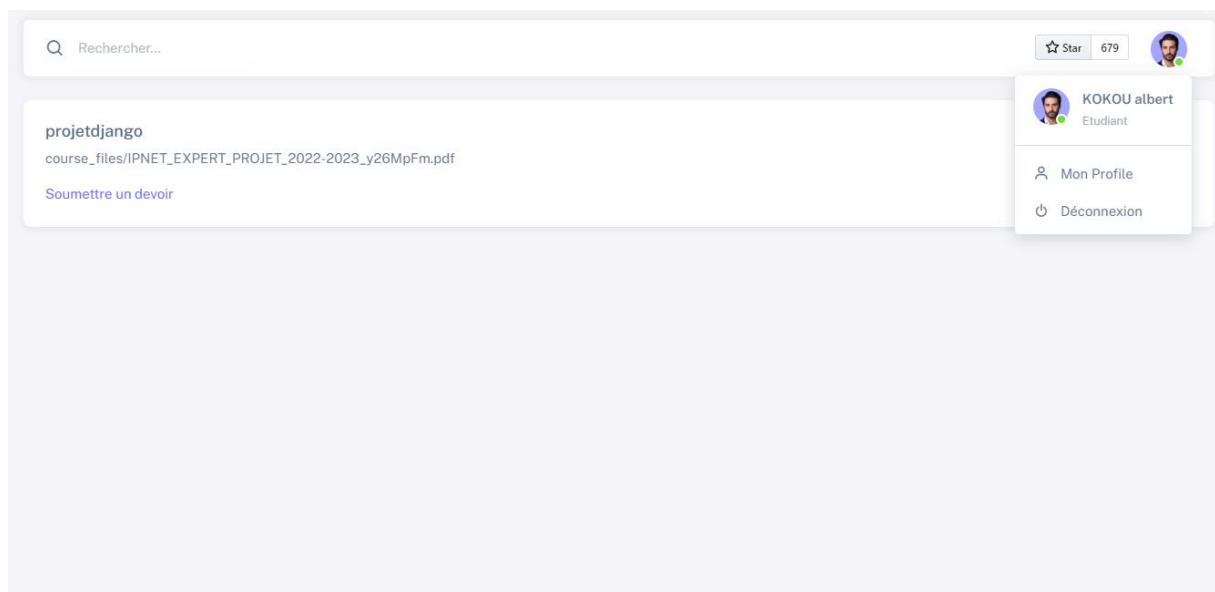 Rechercher...
Star 679
KOKOU albert
Etudiant
Mon Profile
Déconnexion
projetdjango
course_files/IPNET_EXPERT_PROJET_2022-2023_y26MpFm.pdf
Soumettre un devoir